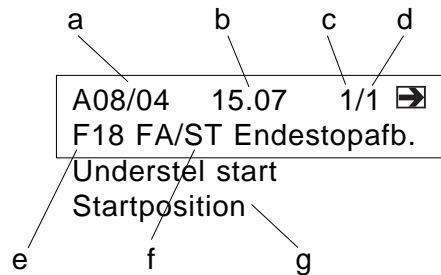 a b c d
A08/04 15.07 1/1
F18 FA/ST Endestopafb.
Understel start
Startposition
e f g